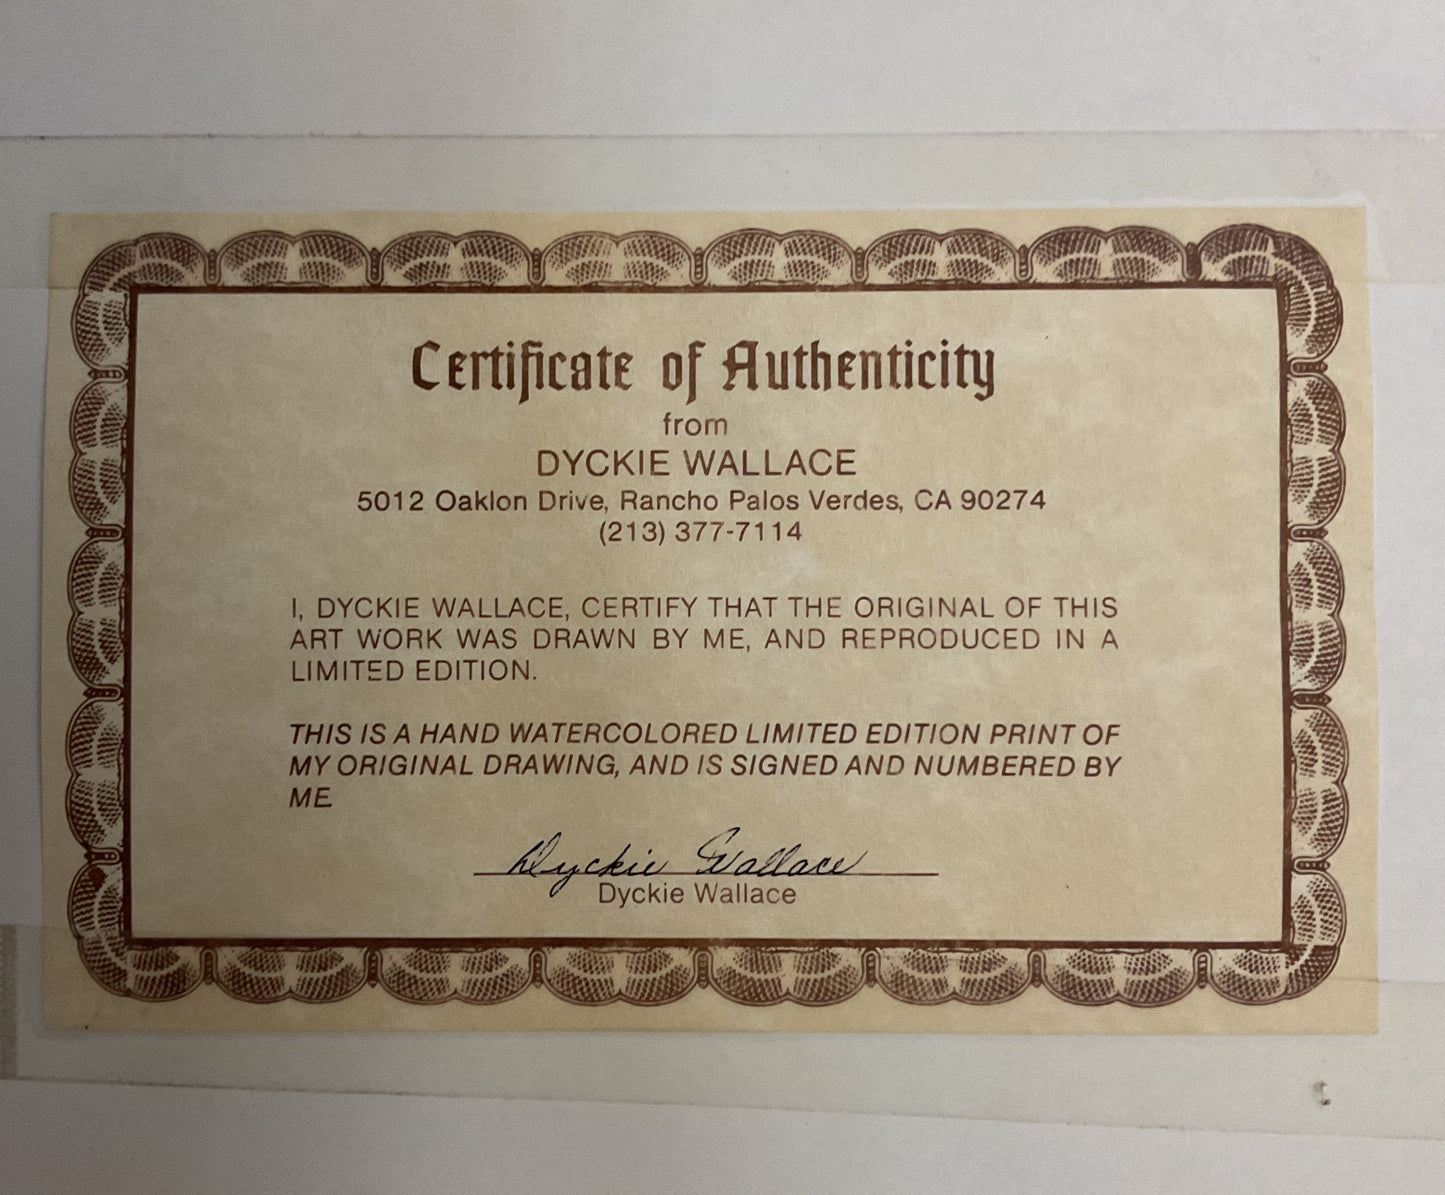 Certificate of Authenticity
from
DYCKIE WALLACE
5012 Oaklon Drive, Rancho Palos Verdes, CA 90274
(213) 377-7114
I, DYCKIE WALLACE, CERTIFY THAT THE ORIGINAL OF THIS
ART WORK WAS DRAWN BY ME, AND REPRODUCED IN A
LIMITED EDITION.
THIS IS A HAND WATERCOLORED LIMITED EDITION PRINT OF
MY ORIGINAL DRAWING, AND IS SIGNED AND NUMBERED BY
ME.
Dyckie Wallace
Dyckie Wallace